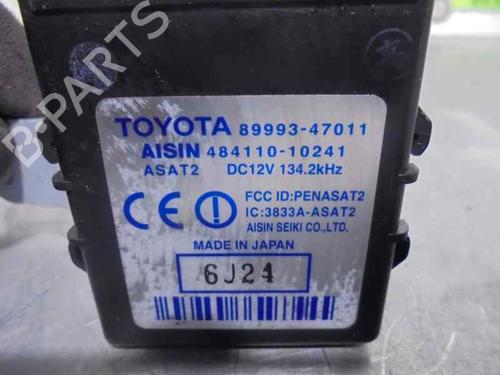 B-PARTS
TOYOTA 89993-47011
AISIN 484110-10241
ASAT2 DC12V 134.2kHz
FCC ID:PENASAT2
IC:3833A-ASAT2
AISIN SEIKI CO.,LTD.
MADE IN JAPAN
6J24